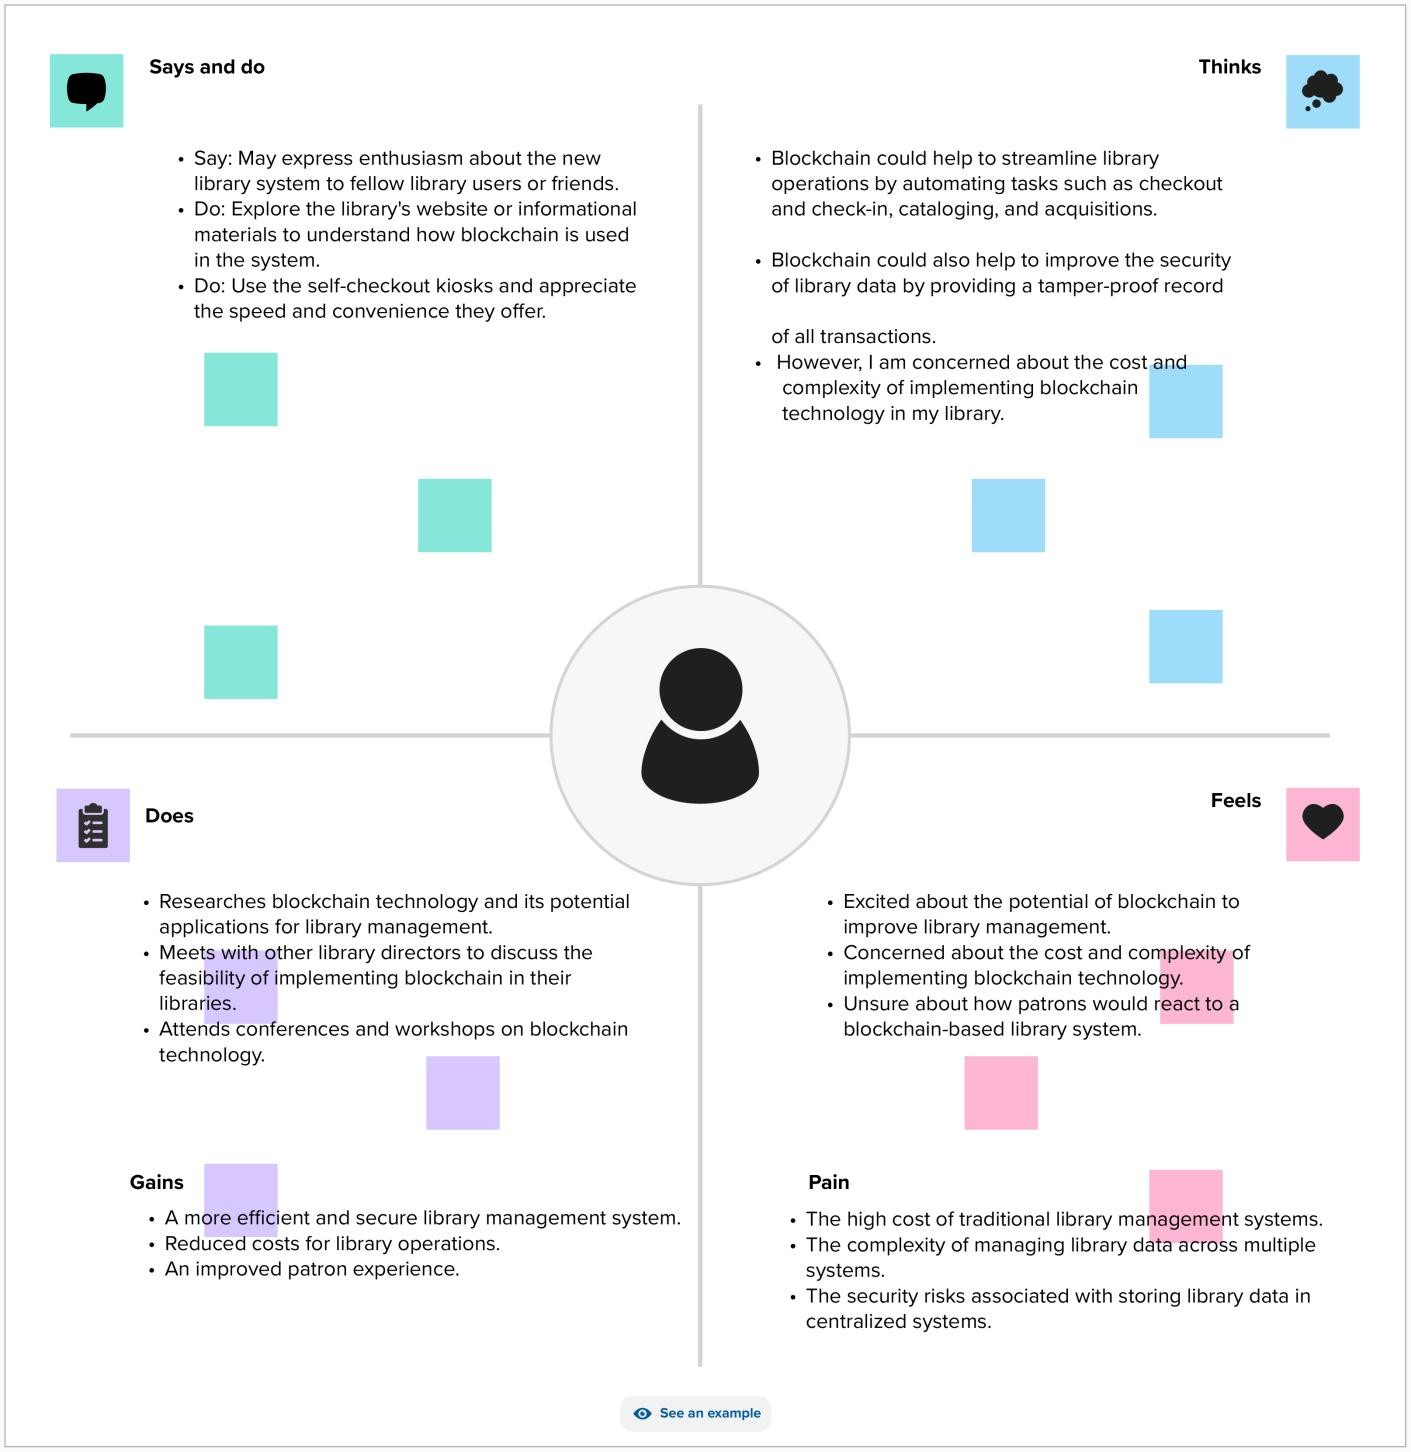 Says and do
• Say: May express enthusiasm about the new
library system to fellow library users or friends.
• Do: Explore the library's website or informational
materials to understand how blockchain is used
in the system.
• Do: Use the self-checkout kiosks and appreciate
the speed and convenience they offer.
Thinks
• Blockchain could help to streamline library
operations by automating tasks such as checkout
and check-in, cataloging, and acquisitions.
• Blockchain could also help to improve the security
of library data by providing a tamper-proof record
of all transactions.
• However, I am concerned about the cost and
complexity of implementing blockchain
technology in my library.
Does
• Researches blockchain technology and its potential
applications for library management.
• Meets with other library directors to discuss the
feasibility of implementing blockchain in their
libraries.
• Attends conferences and workshops on blockchain
technology.
Feels
• Excited about the potential of blockchain to
improve library management.
• Concerned about the cost and complexity of
implementing blockchain technology.
• Unsure about how patrons would react to a
blockchain-based library system.
Gains
• A more efficient and secure library management system.
• Reduced costs for library operations.
• An improved patron experience.
Pain
• The high cost of traditional library management systems.
• The complexity of managing library data across multiple
systems.
• The security risks associated with storing library data in
centralized systems.
See an example